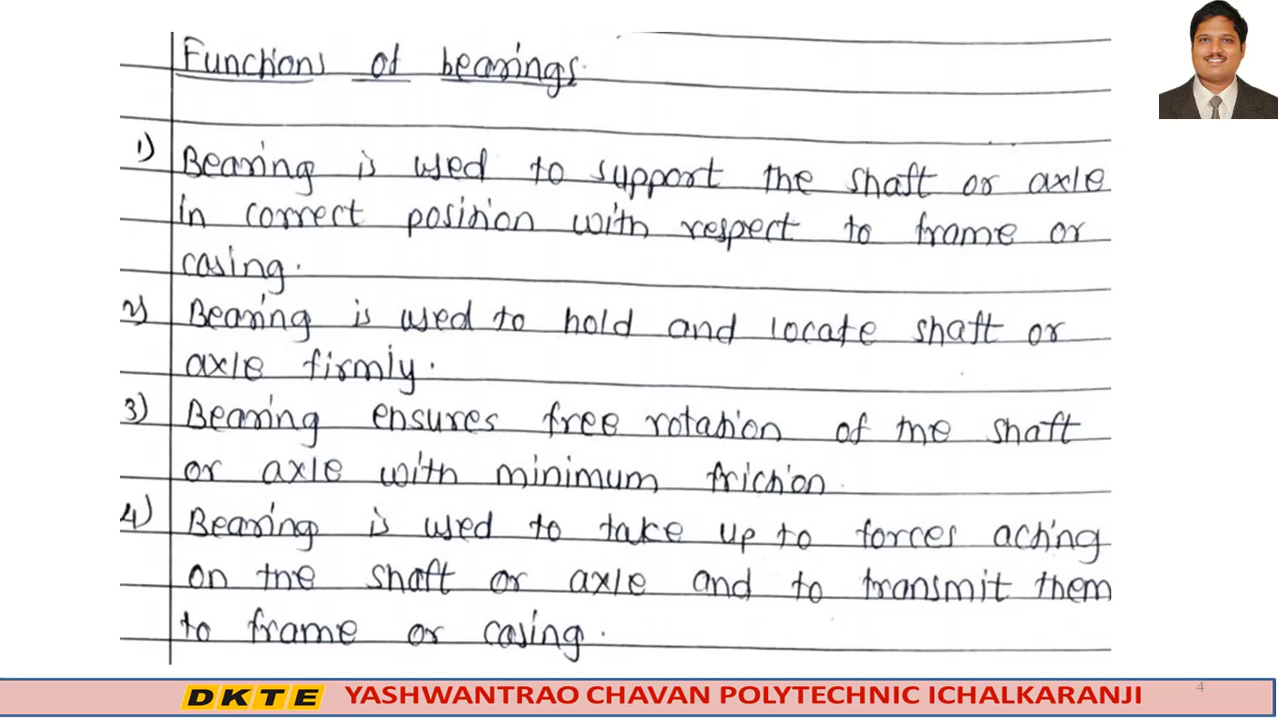 Functions of bearings.
1) Bearing is used to support the shaft or axle
in correct position with respect to frame or
casing.
2) Bearing is used to hold and locate shaft or
axle firmly.
3) Bearing ensures free rotation of the shaft
or axle with minimum friction
4) Bearing is used to take up to forces acting
on the shaft or axle and to transmit them
to frame or casing.
DKTE YASHWANTRAO CHAVAN POLYTECHNIC ICHALKARANJI
4